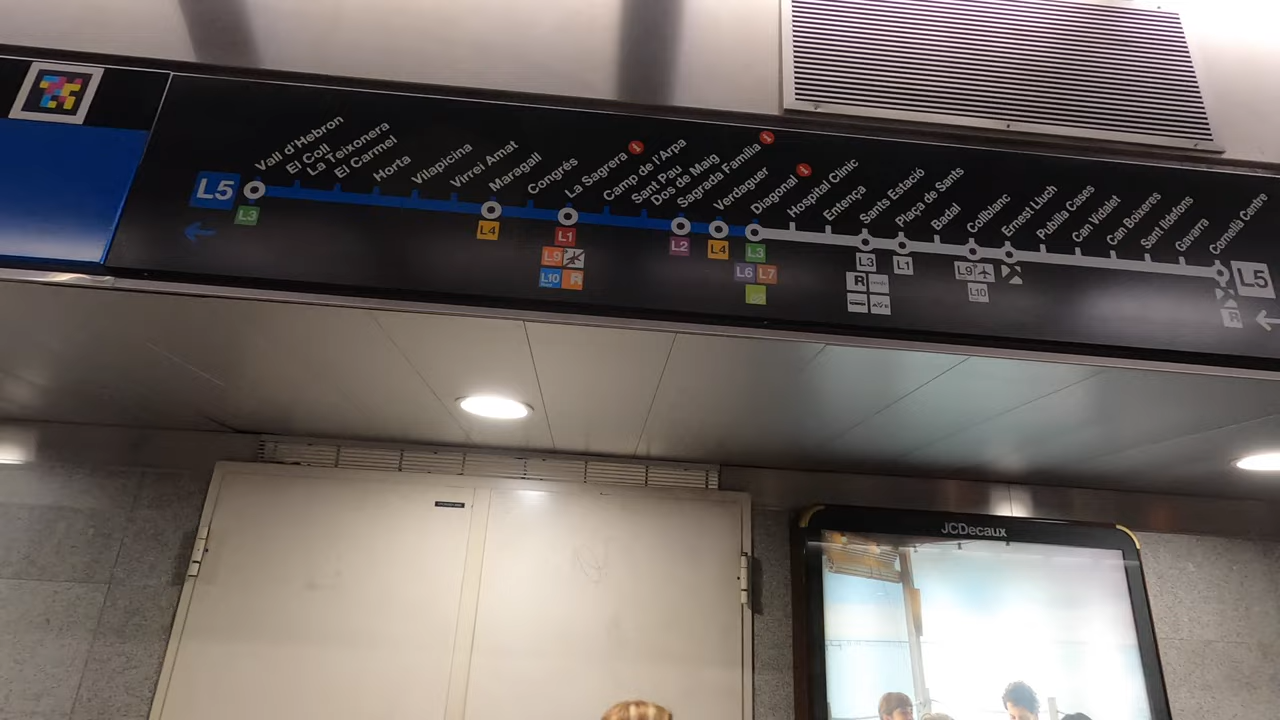 L5
Vall d'Hebron
El Coll
La Teixonera
El Carmel
Horta
Vilapicina
Virrei Amat
Maragall
Congrés
La Sagrera
Camp de l'Arpa
Sant Pau
Dos de Maig
Sagrada Família
Verdaguer
Diagonal
Hospital Clínic
Entença
Sants Estació
Plaça de Sants
Badal
Collblanc
Ernest Lluch
Pubilla Cases
Can Vidalet
Can Boixeres
Sant Ildefons
Gavarra
Cornellà Centre
L5
L3
L4
L1
L9
L10
R
L2
L4
L3
L6 L7
L3
R
L1
L9
L10
R
JCDecaux